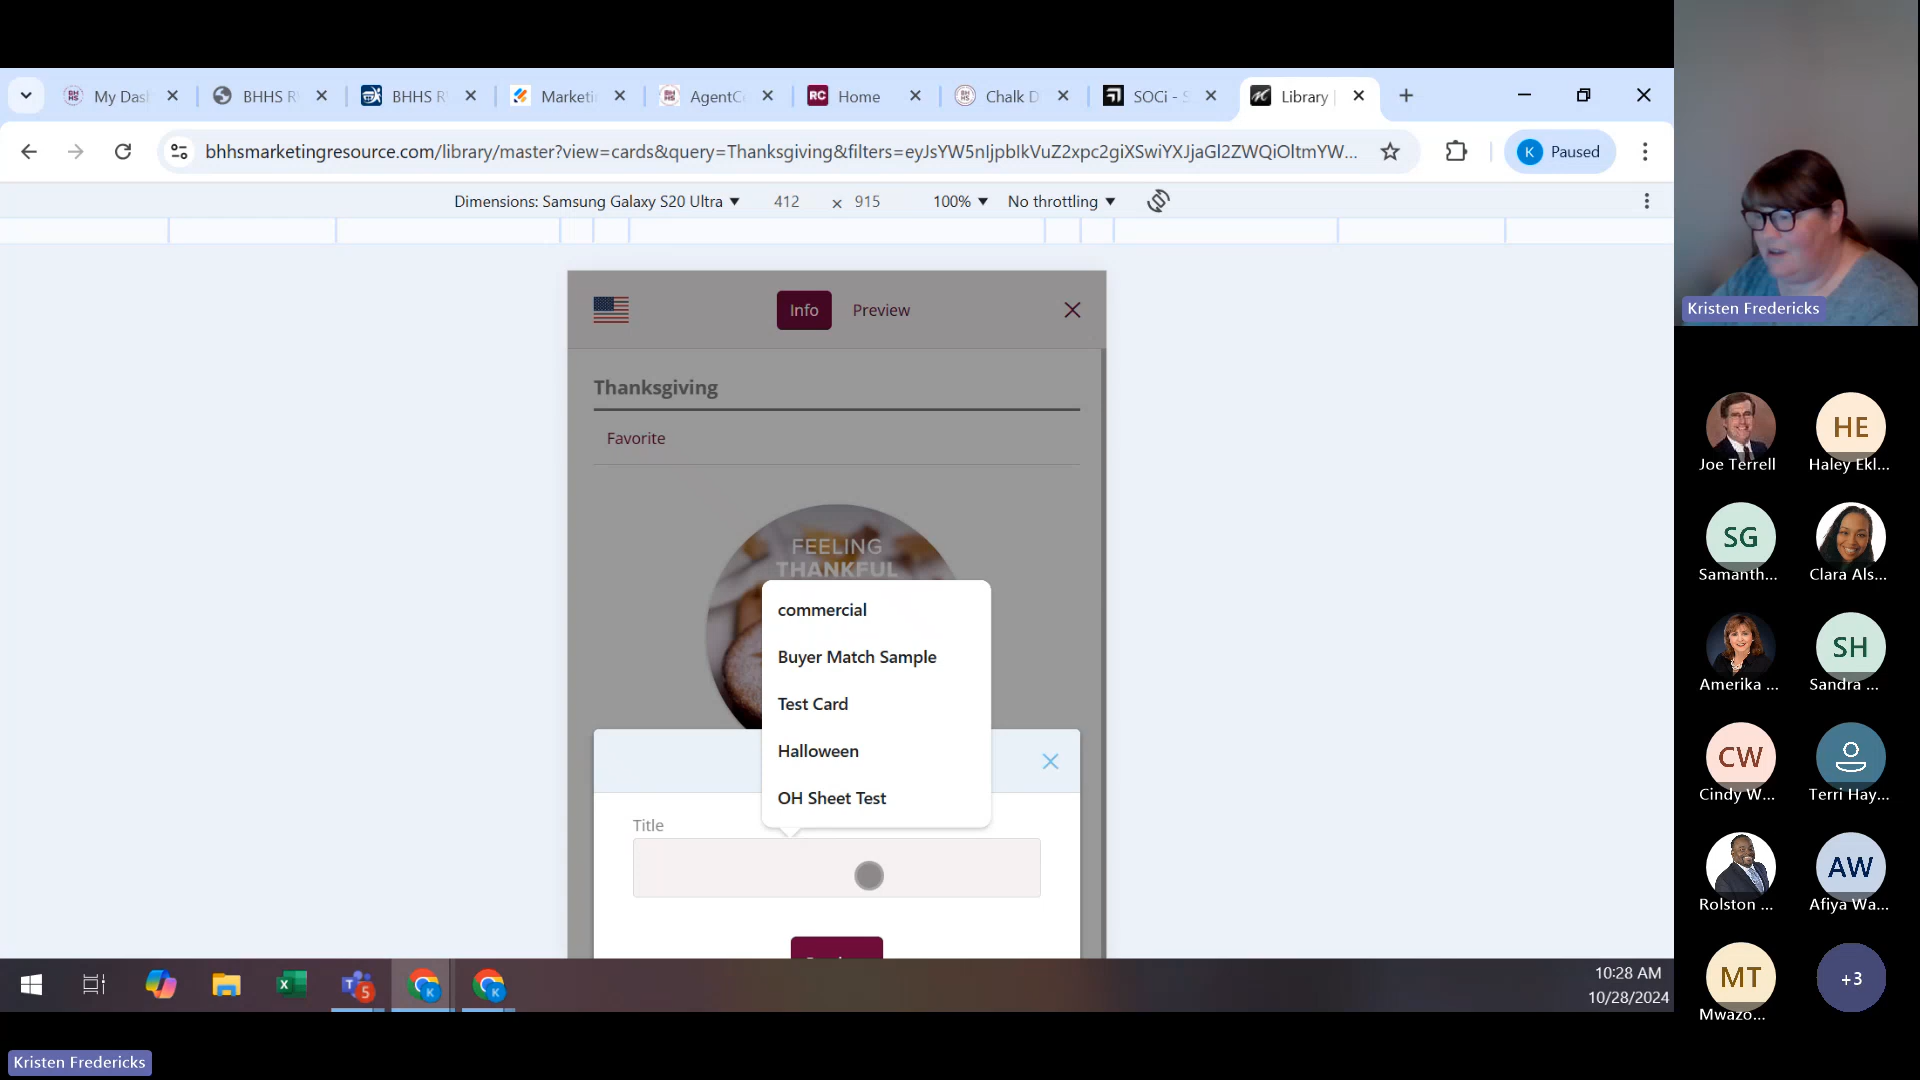 My Das
BHHS R
BHHS R
Marketi
AgentC
RC
Home
Chalk D
SOCi - S
Library
bhhsmarketingresource.com/library/master?view=cards&query=Thanksgiving&filters=eyJsYW5nIjpbIkVuZ2xpc2giXSwiYXJjaGl2ZWQiOltmYW...
K
Paused
Dimensions: Samsung Galaxy S20 Ultra
412
x
915
100%
No throttling
Info
Preview
Thanksgiving
Favorite
FEELING
THANKFUL
commercial
Buyer Match Sample
Test Card
Halloween
OH Sheet Test
Title
10:28 AM
10/28/2024
5
K
K
Kristen Fredericks
Kristen Fredericks
Joe Terrell
HE
Haley Ekl...
SG
Samanth...
Clara Als...
Amerika ...
SH
Sandra ...
CW
Cindy W...
Terri Hay...
Rolston ...
AW
Afiya Wa...
MT
Mwazo...
+3